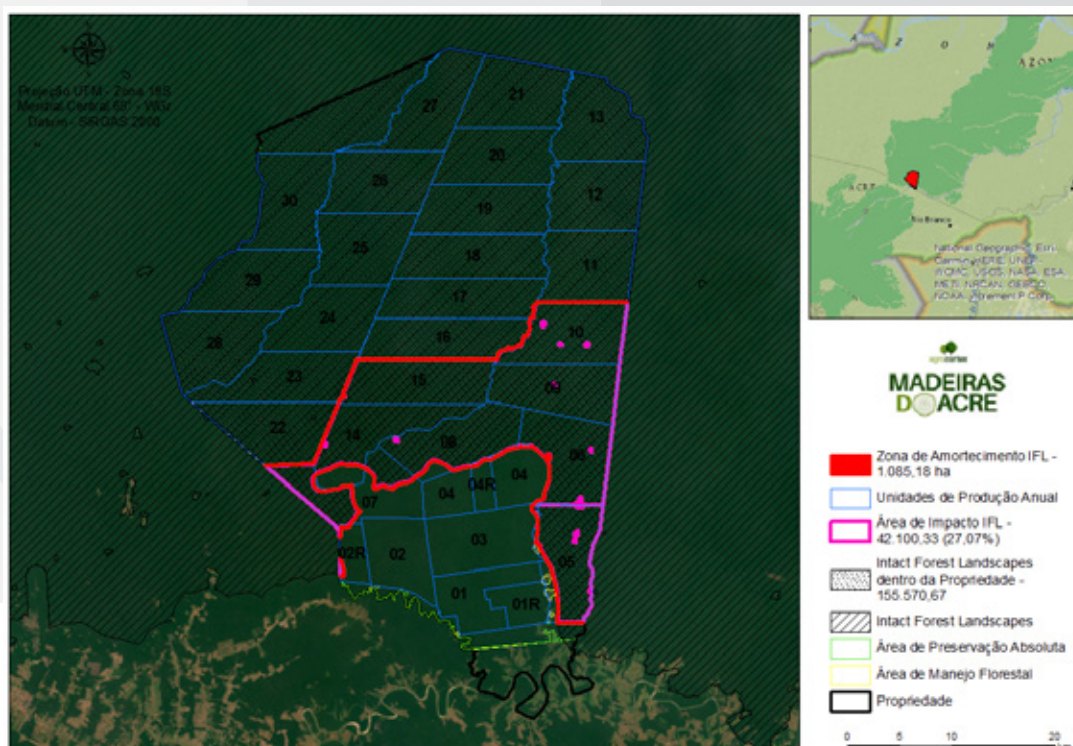 Projeção UTM - Zona 19S
Meridial Central 69° - WGr
Datum - SIRGAS 2000
27
21
13
20
12
26
30
19
25
18
11
29
17
24
10
28
16
23
15
09
22
14
08
06
04
04R
04
07
02R
02
03
05
01
01R
AZON
ACRE
Rio Branco
National Geographic, Esri,
Garmin, HERE, UNEP-
WCMC, USGS, NASA, ESA,
METI, NRCAN, GEBCO,
NOAA, increment P Corp.
agrocortex
MADEIRAS
DO ACRE
Zona de Amortecimento IFL -
1.085,18 ha
Unidades de Produção Anual
Área de Impacto IFL -
42.100,33 (27,07%)
Intact Forest Landscapes
dentro da Propriedade -
155.570,67
Intact Forest Landscapes
Área de Preservação Absoluta
Área de Manejo Florestal
Propriedade
0 5 10 20